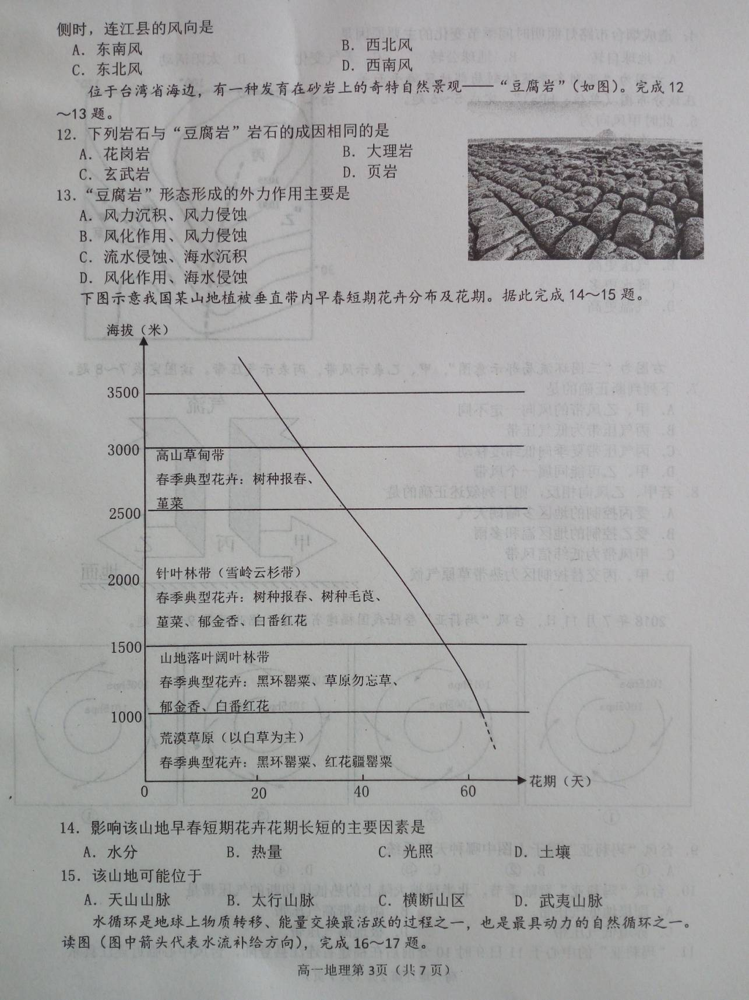 侧时，连江县的风向是
A．东南风 B．西北风
C．东北风 D．西南风
位于台湾省海边，有一种发育在砂岩上的奇特自然景观——“豆腐岩”（如图）。完成12
～13题。
12．下列岩石与“豆腐岩”岩石的成因相同的是
A．花岗岩 B．大理岩
C．玄武岩 D．页岩
13．“豆腐岩”形态形成的外力作用主要是
A．风力沉积、风力侵蚀
B．风化作用、风力侵蚀
C．流水侵蚀、海水沉积
D．风化作用、海水侵蚀
下图示意我国某山地植被垂直带内早春短期花卉分布及花期。据此完成14～15题。
海拔（米）
3500
3000
高山草甸带
春季典型花卉：树种报春、
堇菜
2500
针叶林带（雪岭云杉带）
2000
春季典型花卉：树种报春、树种毛茛、
堇菜、郁金香、白番红花
1500
山地落叶阔叶林带
春季典型花卉：黑环罂粟、草原勿忘草、
郁金香、白番红花
1000
荒漠草原（以白草为主）
春季典型花卉：黑环罂粟、红花疆罂粟
0 20 40 60 花期（天）
14．影响该山地早春短期花卉花期长短的主要因素是
A．水分 B．热量 C．光照 D．土壤
15．该山地可能位于
A．天山山脉 B．太行山脉 C．横断山区 D．武夷山脉
水循环是地球上物质转移、能量交换最活跃的过程之一，也是最具动力的自然循环之一。
读图（图中箭头代表水流补给方向），完成16～17题。
高一地理第3页（共7页）